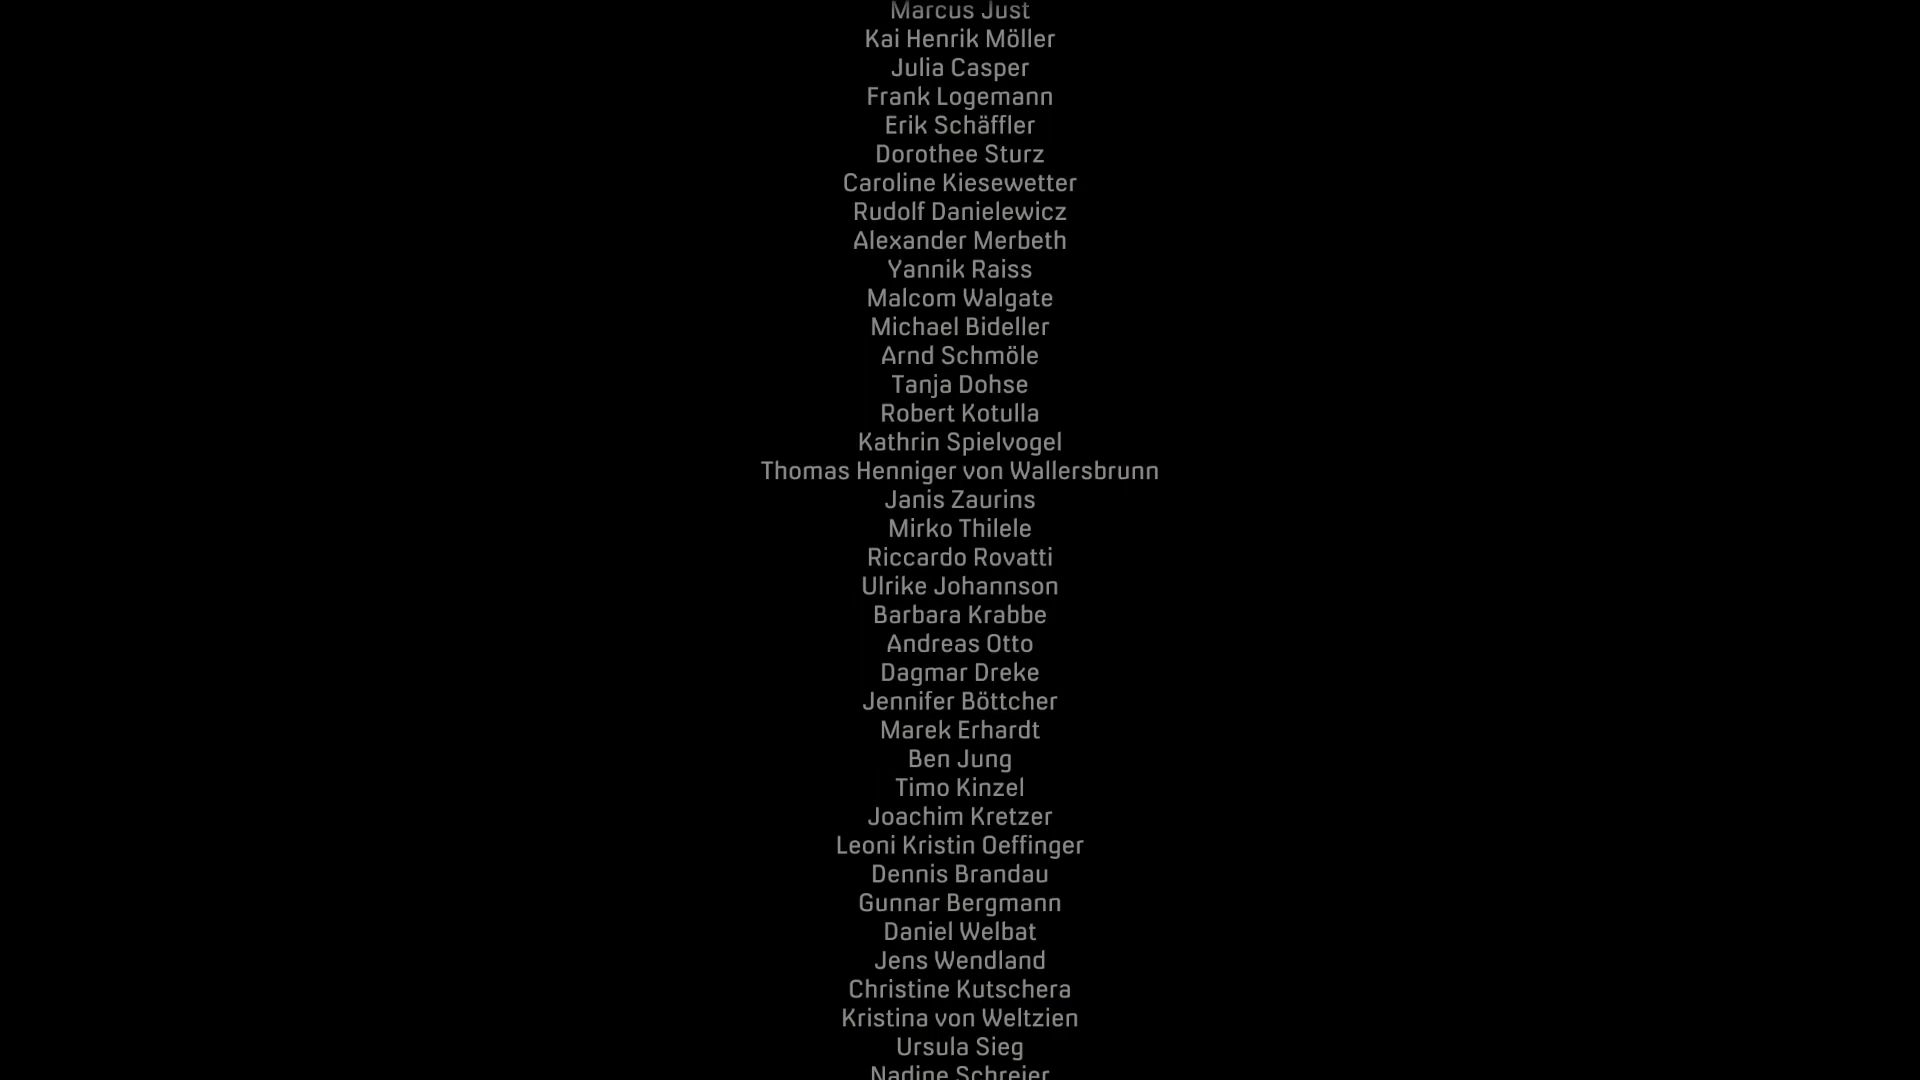 Marcus Just
Kai Henrik Möller
Julia Casper
Frank Logemann
Erik Schäffler
Dorothee Sturz
Caroline Kiesewetter
Rudolf Danielewicz
Alexander Merbeth
Yannik Raiss
Malcom Walgate
Michael Bideller
Arnd Schmöle
Tanja Dohse
Robert Kotulla
Kathrin Spielvogel
Thomas Henniger von Wallersbrunn
Janis Zaurins
Mirko Thilele
Riccardo Rovatti
Ulrike Johannson
Barbara Krabbe
Andreas Otto
Dagmar Dreke
Jennifer Böttcher
Marek Erhardt
Ben Jung
Timo Kinzel
Joachim Kretzer
Leoni Kristin Oeffinger
Dennis Brandau
Gunnar Bergmann
Daniel Welbat
Jens Wendland
Christine Kutschera
Kristina von Weltzien
Ursula Sieg
Nadine Schreier